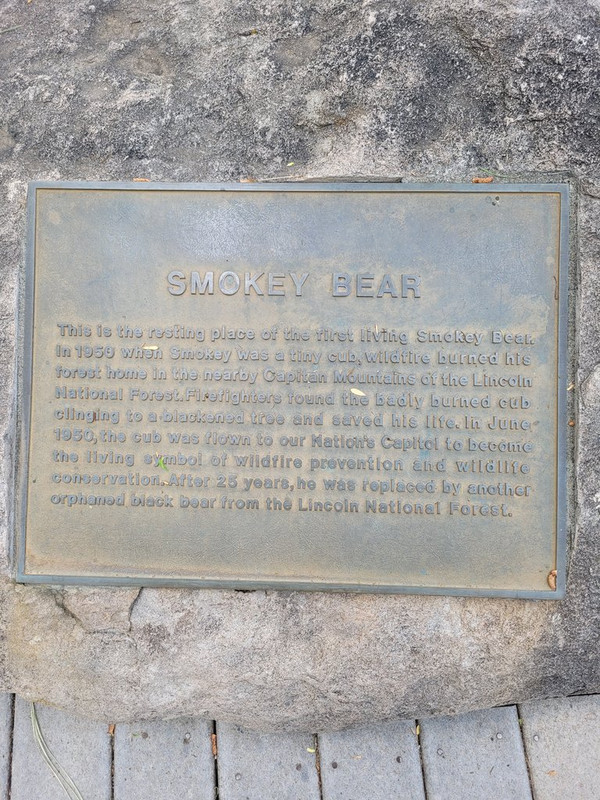 SMOKEY BEAR
This is the resting place of the first living Smokey Bear.
In 1950 when Smokey was a tiny cub, wildfire burned his
forest home in the nearby Capitan Mountains of the Lincoln
National Forest. Firefighters found the badly burned cub
clinging to a blackened tree and saved his life. In June
1950, the cub was flown to our Nation's Capitol to become
the living symbol of wildfire prevention and wildlife
conservation. After 25 years, he was replaced by another
orphaned black bear from the Lincoln National Forest.